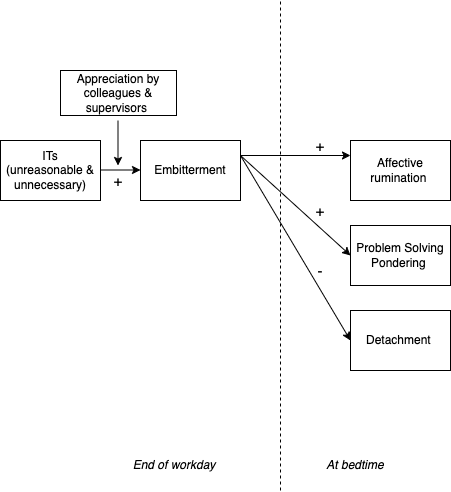 Appreciation by
colleagues &
supervisors
ITs
(unreasonable &
unnecessary)
+
Embitterment
+
Affective
rumination
+
Problem Solving
Pondering
-
Detachment
End of workday
At bedtime